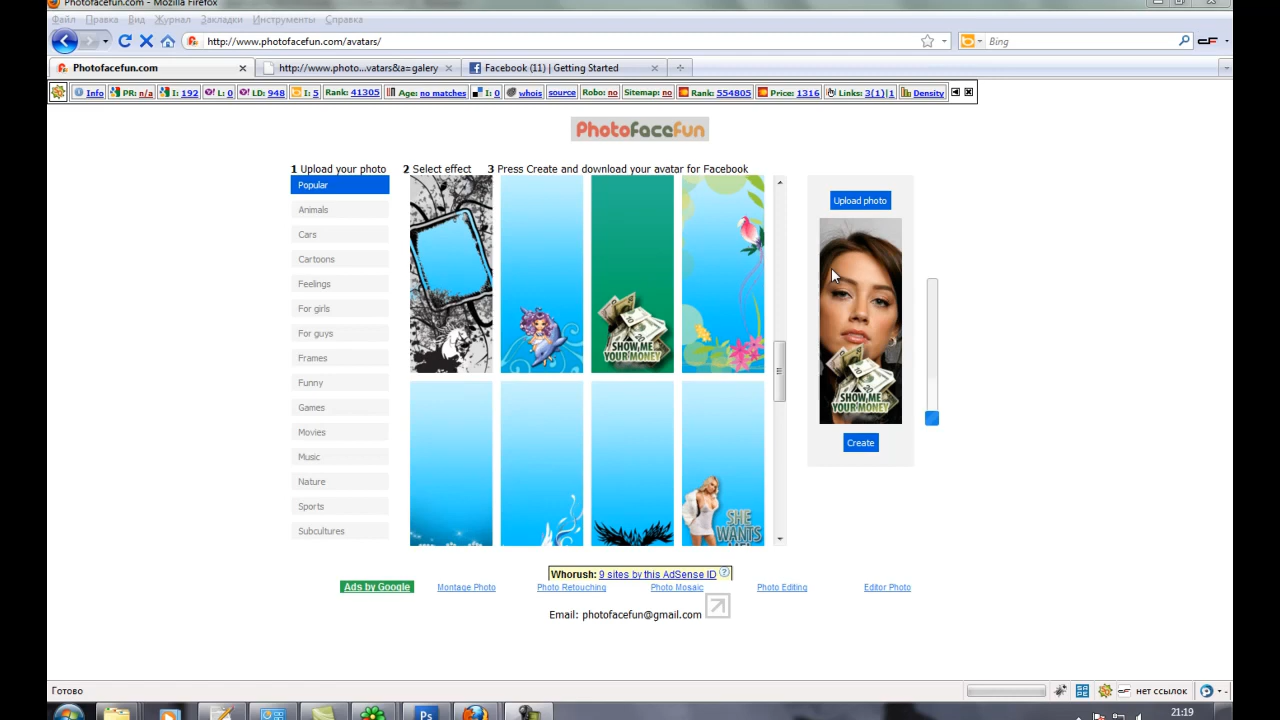 Photofacefun.com - Mozilla Firefox
Файл Правка Вид Журнал Закладки Инструменты Справка
http://www.photofacefun.com/avatars/
Bing
Photofacefun.com
http://www.photo...vatars&a=galery
Facebook (11) | Getting Started
Info PR: n/a I: 192 L: 0 LD: 948 I: 5 Rank: 41305 Age: no matches I: 0 whois source Robo: no Sitemap: no Rank: 554805 Price: 1316 Links: 3(1)|1 Density
PhotoFaceFun
1 Upload your photo 2 Select effect 3 Press Create and download your avatar for Facebook
Popular
Animals
Cars
Cartoons
Feelings
For girls
For guys
Frames
Funny
Games
Movies
Music
Nature
Sports
Subcultures
SHOW ME
YOUR MONEY
SHE
WANTS
Upload photo
SHOW ME
YOUR MONEY
Create
Whorush: 9 sites by this AdSense ID ?
Ads by Google Montage Photo Photo Retouching Photo Mosaic Photo Editing Editor Photo
Email: photofacefun@gmail.com
Готово
нет ссылок
Ps
21:19